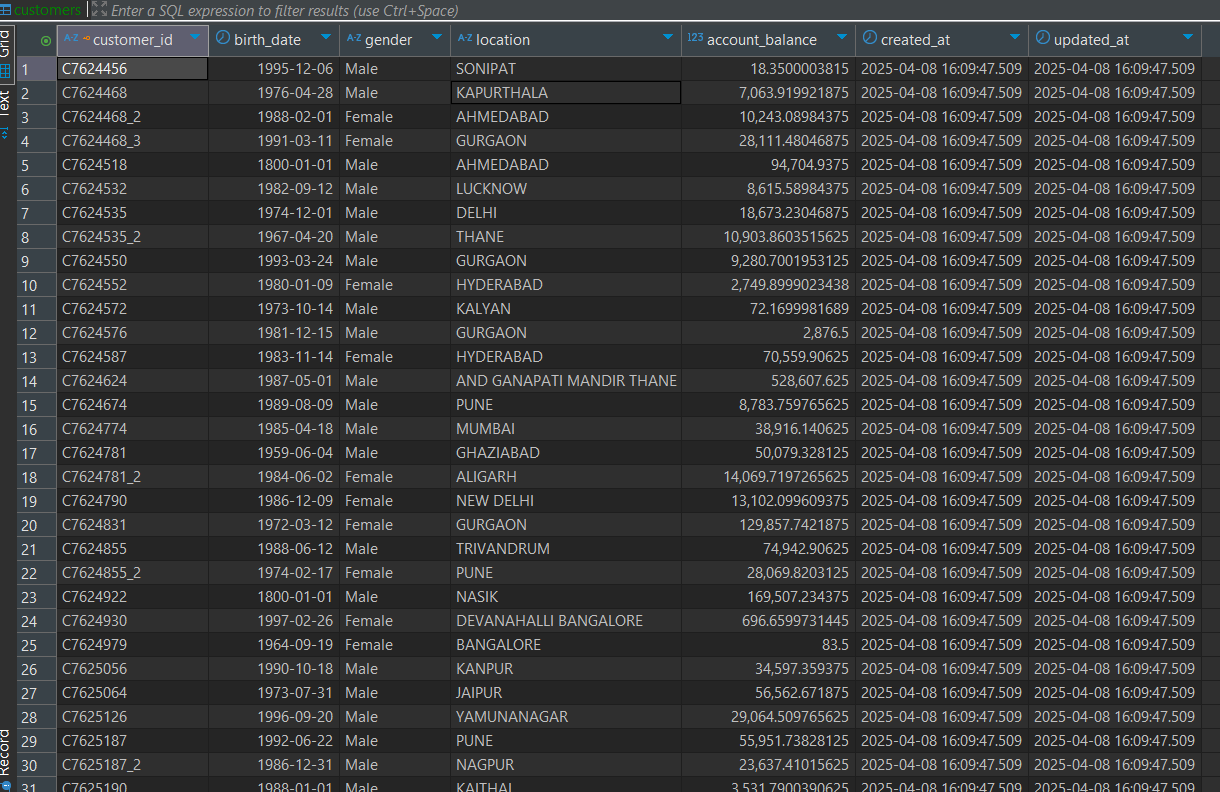 customers Enter a SQL expression to filter results (use Ctrl+Space)
Grid
Text
Record
A-Z customer_id birth_date A-Z gender A-Z location 123 account_balance created_at updated_at
1 C7624456 1995-12-06 Male SONIPAT 18.3500003815 2025-04-08 16:09:47.509 2025-04-08 16:09:47.509
2 C7624468 1976-04-28 Male KAPURTHALA 7,063.919921875 2025-04-08 16:09:47.509 2025-04-08 16:09:47.509
3 C7624468_2 1988-02-01 Female AHMEDABAD 10,243.08984375 2025-04-08 16:09:47.509 2025-04-08 16:09:47.509
4 C7624468_3 1991-03-11 Female GURGAON 28,111.48046875 2025-04-08 16:09:47.509 2025-04-08 16:09:47.509
5 C7624518 1800-01-01 Male AHMEDABAD 94,704.9375 2025-04-08 16:09:47.509 2025-04-08 16:09:47.509
6 C7624532 1982-09-12 Male LUCKNOW 8,615.58984375 2025-04-08 16:09:47.509 2025-04-08 16:09:47.509
7 C7624535 1974-12-01 Male DELHI 18,673.23046875 2025-04-08 16:09:47.509 2025-04-08 16:09:47.509
8 C7624535_2 1967-04-20 Male THANE 10,903.8603515625 2025-04-08 16:09:47.509 2025-04-08 16:09:47.509
9 C7624550 1993-03-24 Male GURGAON 9,280.7001953125 2025-04-08 16:09:47.509 2025-04-08 16:09:47.509
10 C7624552 1980-01-09 Female HYDERABAD 2,749.8999023438 2025-04-08 16:09:47.509 2025-04-08 16:09:47.509
11 C7624572 1973-10-14 Male KALYAN 72.1699981689 2025-04-08 16:09:47.509 2025-04-08 16:09:47.509
12 C7624576 1981-12-15 Male GURGAON 2,876.5 2025-04-08 16:09:47.509 2025-04-08 16:09:47.509
13 C7624587 1983-11-14 Female HYDERABAD 70,559.90625 2025-04-08 16:09:47.509 2025-04-08 16:09:47.509
14 C7624624 1987-05-01 Male AND GANAPATI MANDIR THANE 528,607.625 2025-04-08 16:09:47.509 2025-04-08 16:09:47.509
15 C7624674 1989-08-09 Male PUNE 8,783.759765625 2025-04-08 16:09:47.509 2025-04-08 16:09:47.509
16 C7624774 1985-04-18 Male MUMBAI 38,916.140625 2025-04-08 16:09:47.509 2025-04-08 16:09:47.509
17 C7624781 1959-06-04 Male GHAZIABAD 50,079.328125 2025-04-08 16:09:47.509 2025-04-08 16:09:47.509
18 C7624781_2 1984-06-02 Female ALIGARH 14,069.7197265625 2025-04-08 16:09:47.509 2025-04-08 16:09:47.509
19 C7624790 1986-12-09 Female NEW DELHI 13,102.099609375 2025-04-08 16:09:47.509 2025-04-08 16:09:47.509
20 C7624831 1972-03-12 Female GURGAON 129,857.7421875 2025-04-08 16:09:47.509 2025-04-08 16:09:47.509
21 C7624855 1988-06-12 Male TRIVANDRUM 74,942.90625 2025-04-08 16:09:47.509 2025-04-08 16:09:47.509
22 C7624855_2 1974-02-17 Female PUNE 28,069.8203125 2025-04-08 16:09:47.509 2025-04-08 16:09:47.509
23 C7624922 1800-01-01 Male NASIK 169,507.234375 2025-04-08 16:09:47.509 2025-04-08 16:09:47.509
24 C7624930 1997-02-26 Female DEVANAHALLI BANGALORE 696.6599731445 2025-04-08 16:09:47.509 2025-04-08 16:09:47.509
25 C7624979 1964-09-19 Female BANGALORE 83.5 2025-04-08 16:09:47.509 2025-04-08 16:09:47.509
26 C7625056 1990-10-18 Male KANPUR 34,597.359375 2025-04-08 16:09:47.509 2025-04-08 16:09:47.509
27 C7625064 1973-07-31 Male JAIPUR 56,562.671875 2025-04-08 16:09:47.509 2025-04-08 16:09:47.509
28 C7625126 1996-09-20 Male YAMUNANAGAR 29,064.509765625 2025-04-08 16:09:47.509 2025-04-08 16:09:47.509
29 C7625187 1992-06-22 Male PUNE 55,951.73828125 2025-04-08 16:09:47.509 2025-04-08 16:09:47.509
30 C7625187_2 1986-12-31 Male NAGPUR 23,637.41015625 2025-04-08 16:09:47.509 2025-04-08 16:09:47.509
31 C7625190 1988-01-01 Male KAITHAL 3,531.7900390625 2025-04-08 16:09:47.509 2025-04-08 16:09:47.509